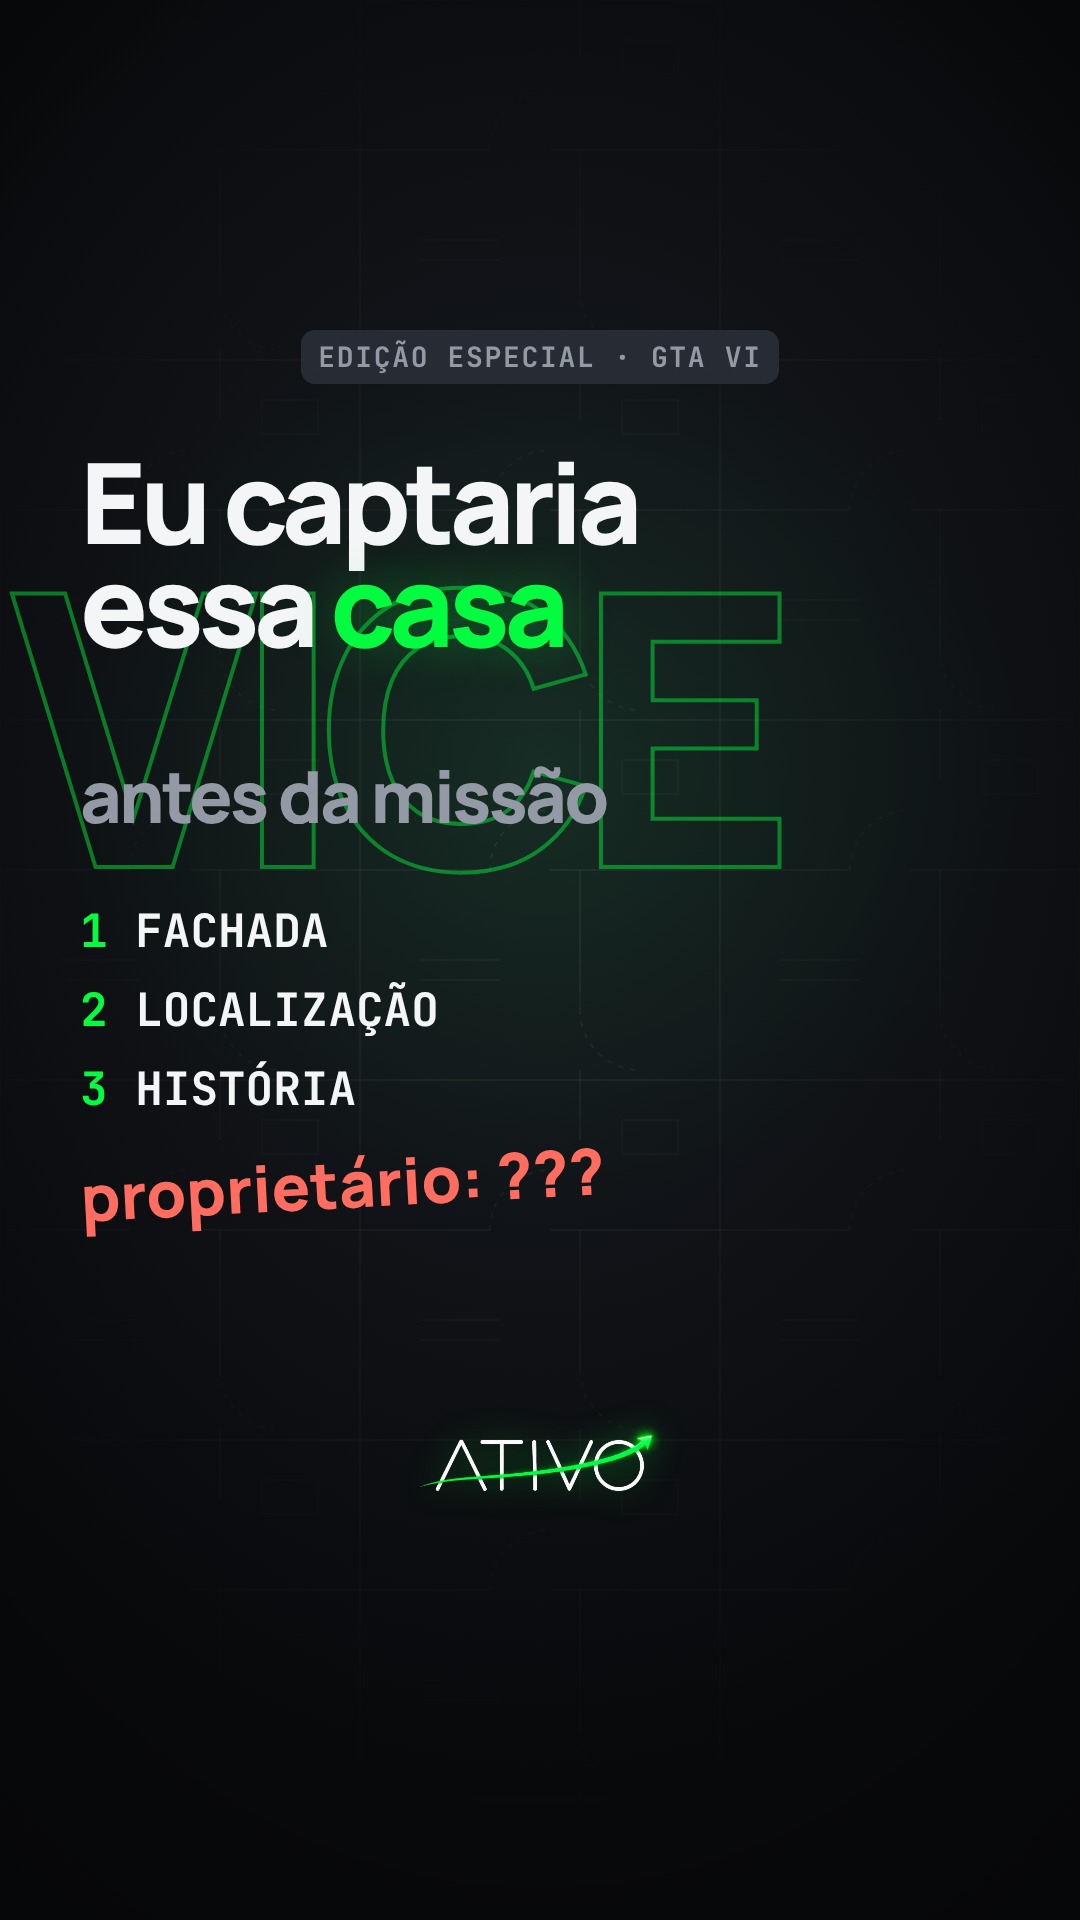 EDIÇÃO ESPECIAL · GTA VI
Eu captaria
essa casa
VICE
antes da missão
1 FACHADA
2 LOCALIZAÇÃO
3 HISTÓRIA
proprietário: ???
ATIVO